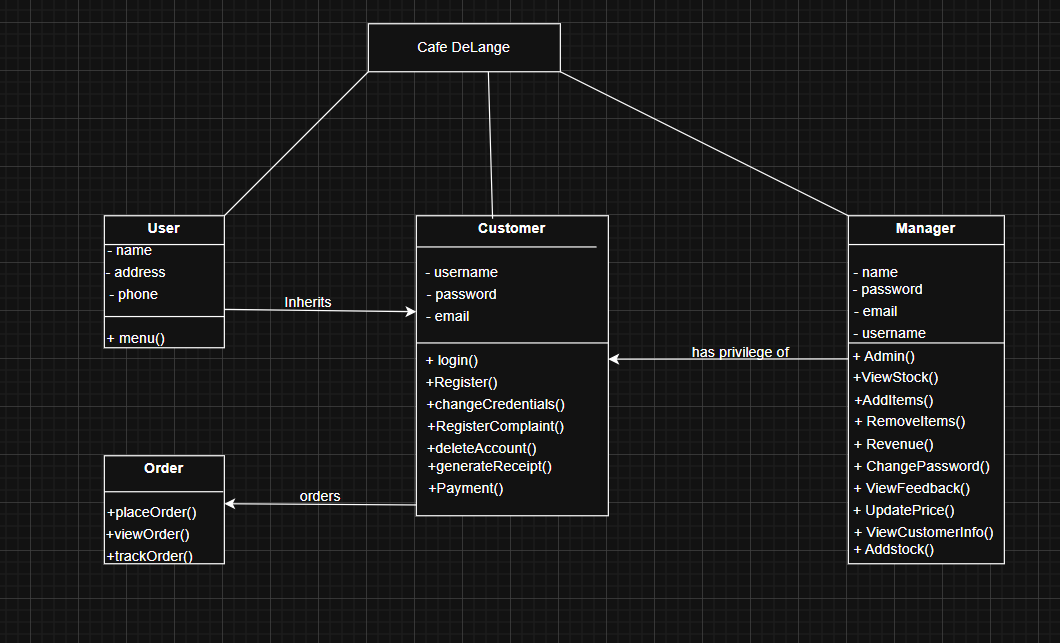 Cafe DeLange
User
- name
- address
- phone
+ menu()
Inherits
Customer
- username
- password
- email
+ login()
+Register()
+changeCredentials()
+RegisterComplaint()
+deleteAccount()
+generateReceipt()
+Payment()
has privilege of
Manager
- name
- password
- email
- username
+ Admin()
+ViewStock()
+AddItems()
+ RemoveItems()
+ Revenue()
+ ChangePassword()
+ ViewFeedback()
+ UpdatePrice()
+ ViewCustomerInfo()
+ Addstock()
Order
+placeOrder()
+viewOrder()
+trackOrder()
orders